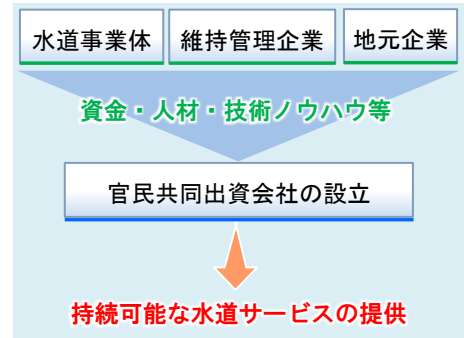 水道事業体 維持管理企業 地元企業
資金・人材・技術ノウハウ等
官民共同出資会社の設立
持続可能な水道サービスの提供